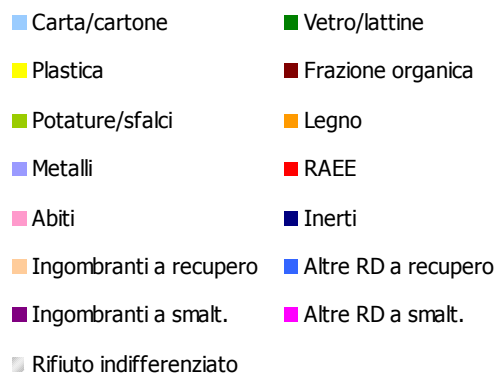 Carta/cartone
Vetro/lattine
Plastica
Frazione organica
Potature/sfalci
Legno
Metalli
RAEE
Abiti
Inerti
Ingombranti a recupero
Altre RD a recupero
Ingombranti a smalt.
Altre RD a smalt.
Rifiuto indifferenziato